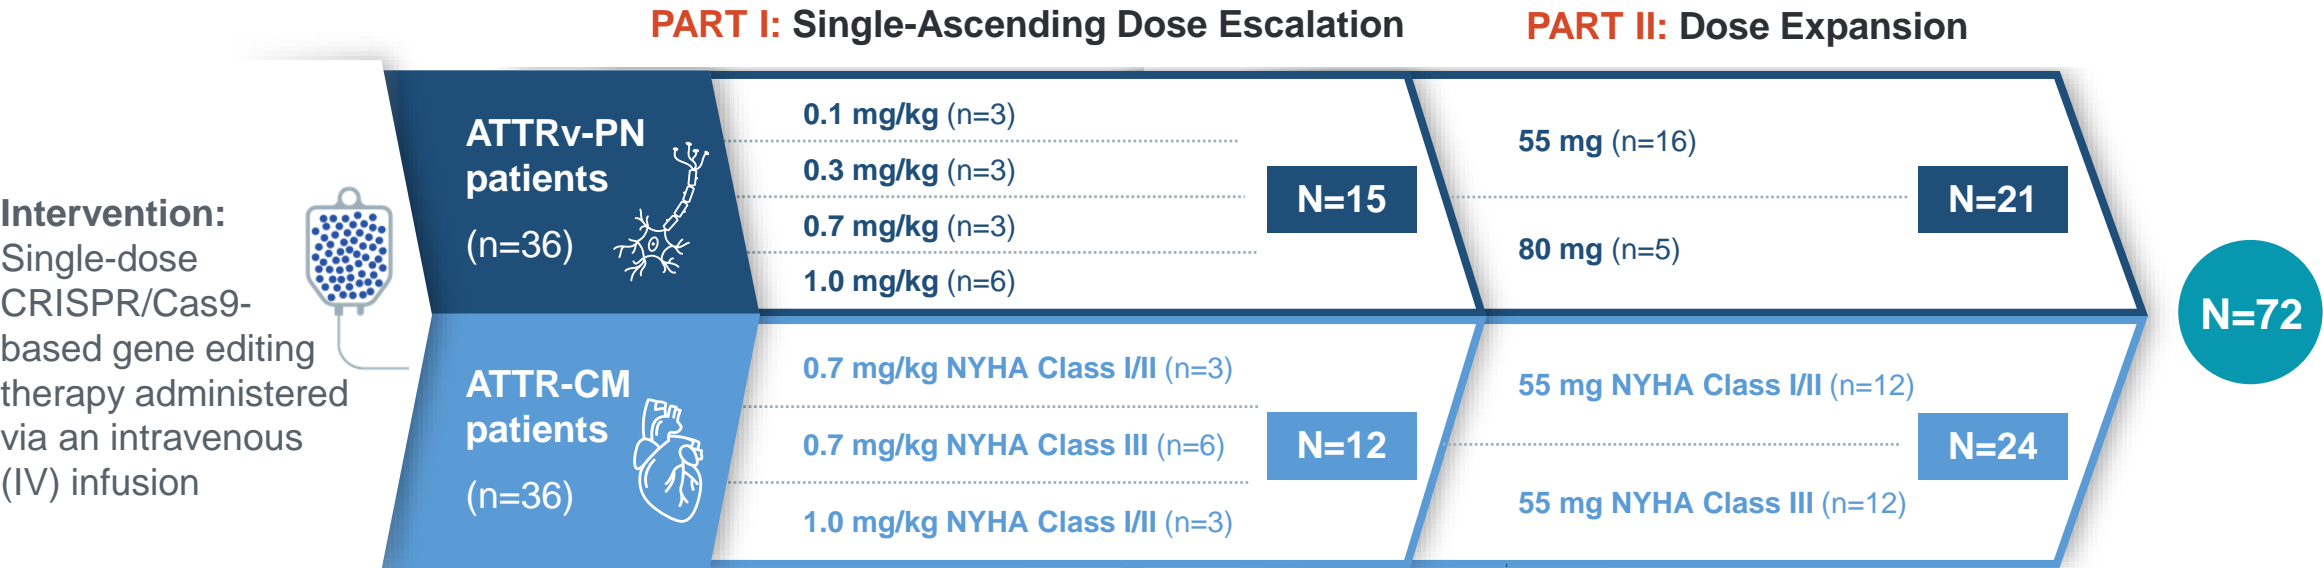 PART I: Single-Ascending Dose Escalation
PART II: Dose Expansion
Intervention:
Single-dose
CRISPR/Cas9-
based gene editing
therapy administered
via an intravenous
(IV) infusion
ATTRv-PN
patients
(n=36)
0.1 mg/kg (n=3)
0.3 mg/kg (n=3)
0.7 mg/kg (n=3)
1.0 mg/kg (n=6)
N=15
55 mg (n=16)
80 mg (n=5)
N=21
ATTR-CM
patients
(n=36)
0.7 mg/kg NYHA Class I/II (n=3)
0.7 mg/kg NYHA Class III (n=6)
1.0 mg/kg NYHA Class I/II (n=3)
N=12
55 mg NYHA Class I/II (n=12)
55 mg NYHA Class III (n=12)
N=24
N=72